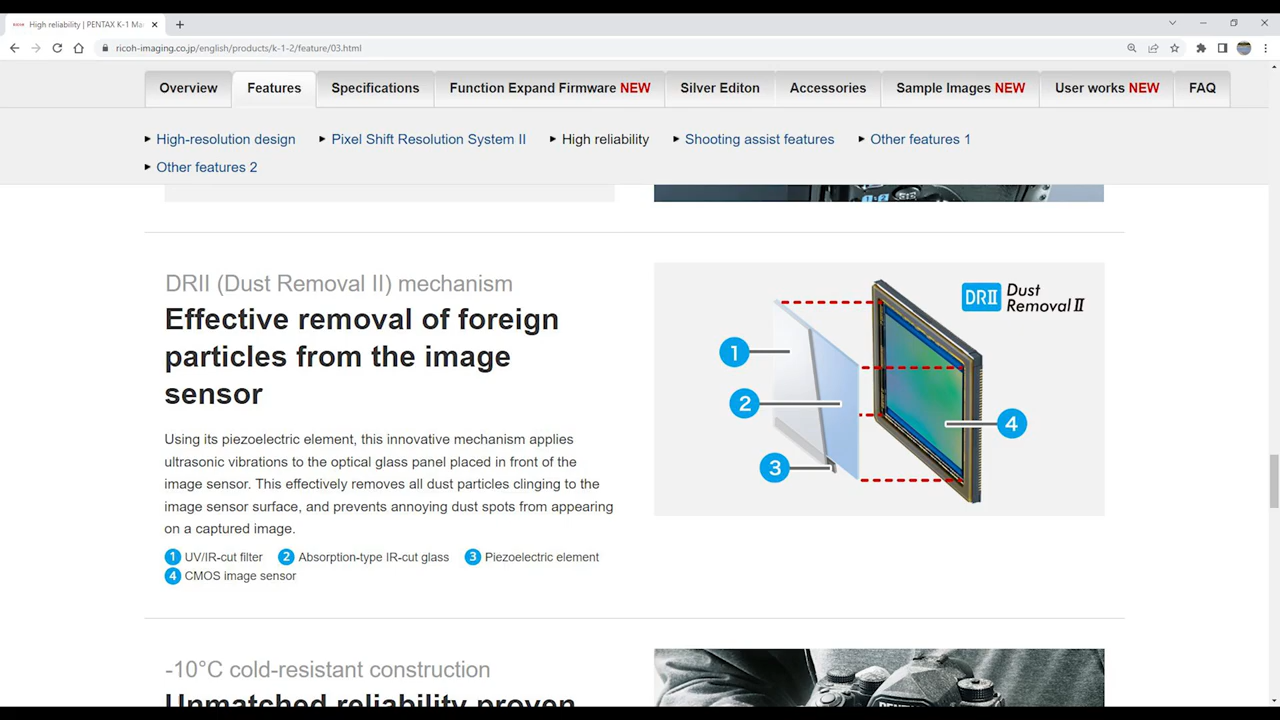 High reliability | PENTAX K-1 Ma
ricoh-imaging.co.jp/english/products/k-1-2/feature/03.html
Overview
Features
Specifications
Function Expand Firmware NEW
Silver Editon
Accessories
Sample Images NEW
User works NEW
FAQ
High-resolution design
Pixel Shift Resolution System II
High reliability
Shooting assist features
Other features 1
Other features 2
DRII (Dust Removal II) mechanism
Effective removal of foreign
particles from the image
sensor
Using its piezoelectric element, this innovative mechanism applies
ultrasonic vibrations to the optical glass panel placed in front of the
image sensor. This effectively removes all dust particles clinging to the
image sensor surface, and prevents annoying dust spots from appearing
on a captured image.
1 UV/IR-cut filter 2 Absorption-type IR-cut glass 3 Piezoelectric element
4 CMOS image sensor
DRII Dust
Removal II
1
2
3
4
-10°C cold-resistant construction
Unmatched reliability proven
PENTAX